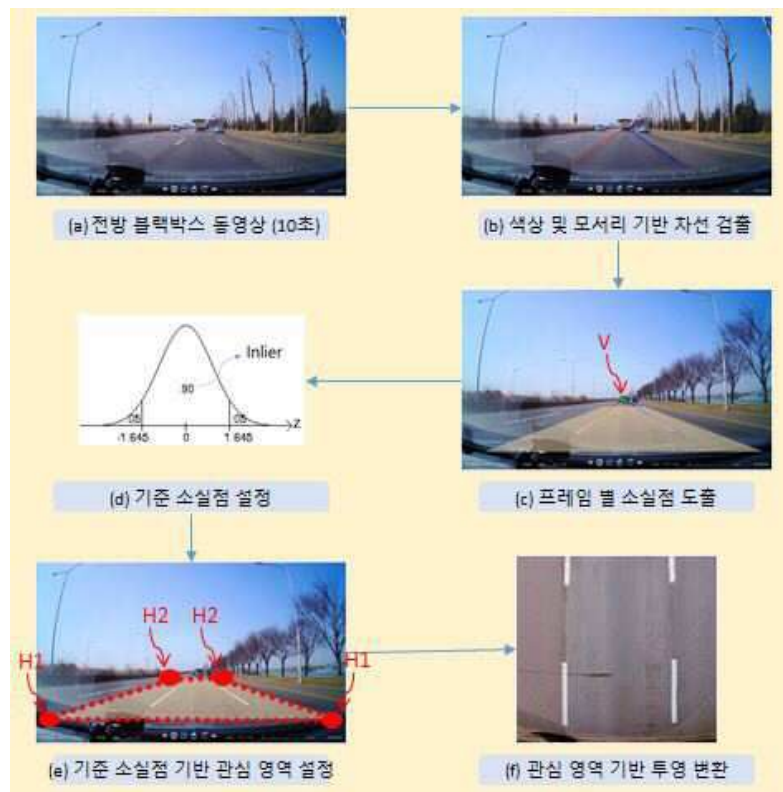 (a) 전방 블랙박스 동영상 (10초)
(b) 색상 및 모서리 기반 차선 검출
V
(c) 프레임 별 소실점 도출
Inlier
90
.05
.05
Z
-1.645
0
1.645
(d) 기준 소실점 설정
H2
H2
H1
H1
(e) 기준 소실점 기반 관심 영역 설정
(f) 관심 영역 기반 투영 변환